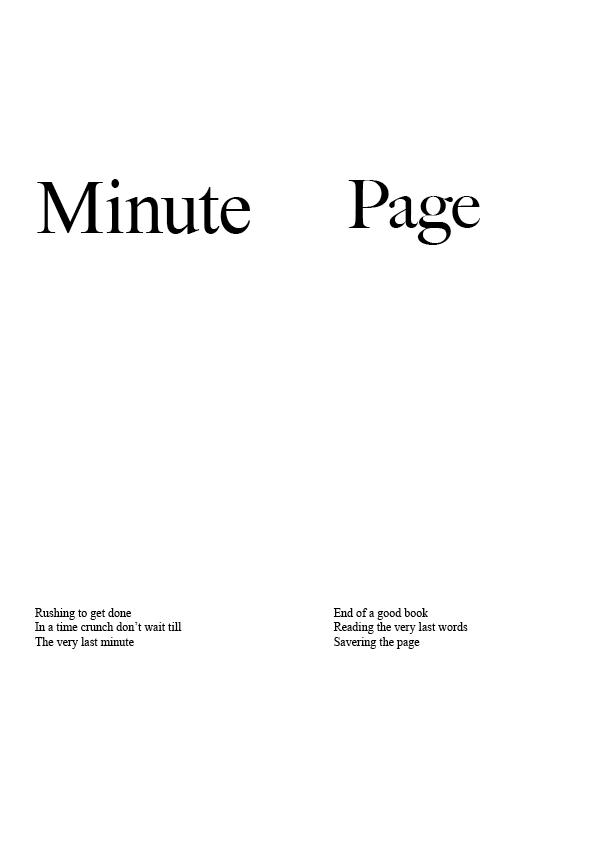 Minute
Rushing to get done
In a time crunch don’t wait till
The very last minute
Page
End of a good book
Reading the very last words
Savering the page